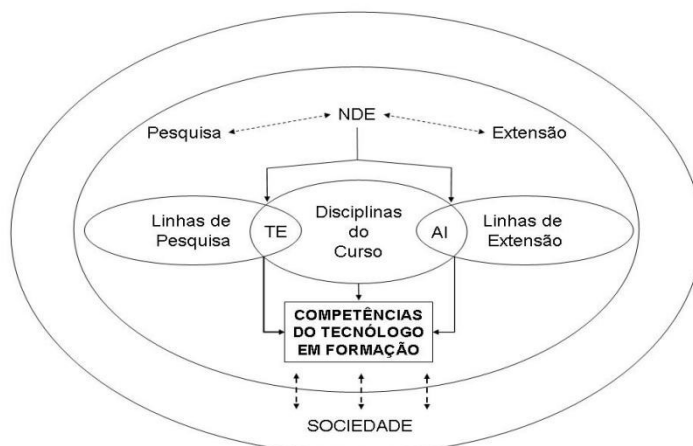 NDE
Pesquisa
Extensão
Linhas de
Pesquisa
TE
Disciplinas
do
Curso
AI
Linhas de
Extensão
COMPETÊNCIAS
DO TECNÓLOGO
EM FORMAÇÃO
SOCIEDADE